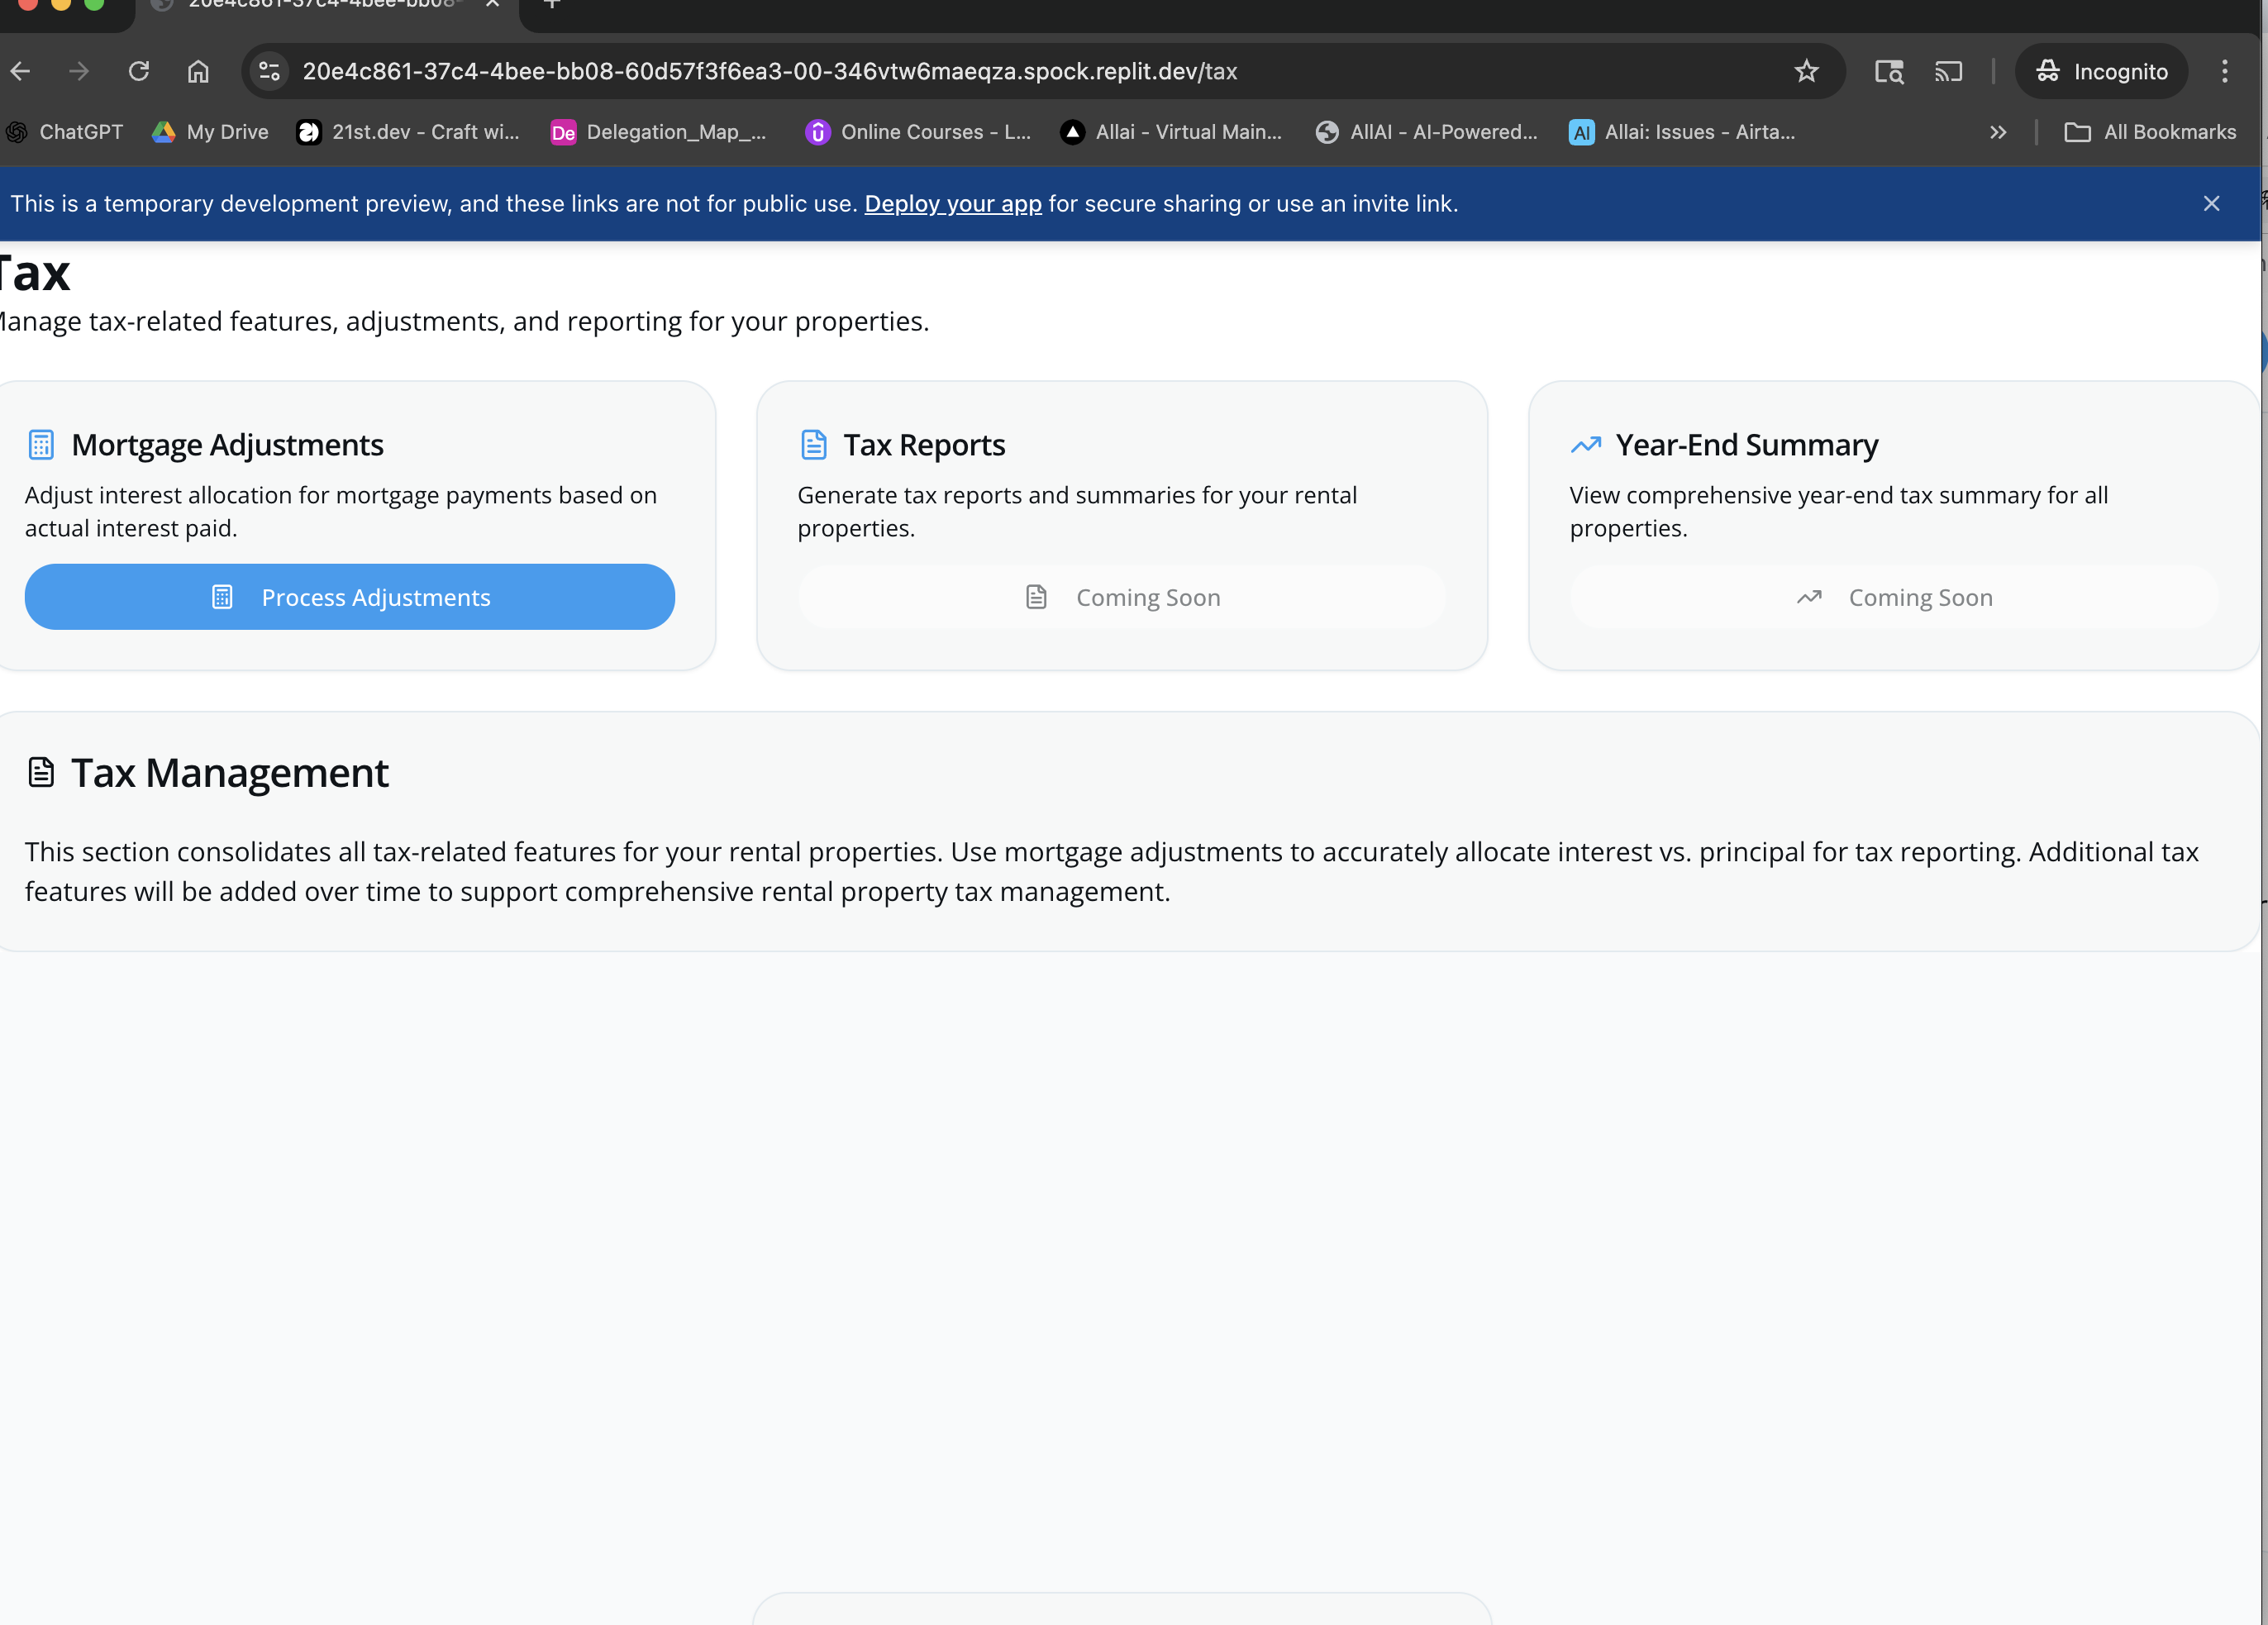 20e4c861-37c4-4bee-bb08-
20e4c861-37c4-4bee-bb08-60d57f3f6ea3-00-346vtw6maeqza.spock.replit.dev/tax
Incognito
ChatGPT
My Drive
21st.dev - Craft wi...
De
Delegation_Map_...
Online Courses - L...
Allai - Virtual Main...
AllAI - AI-Powered...
AI
Allai: Issues - Airta...
All Bookmarks
This is a temporary development preview, and these links are not for public use. Deploy your app for secure sharing or use an invite link.
Tax
Manage tax-related features, adjustments, and reporting for your properties.
Mortgage Adjustments
Adjust interest allocation for mortgage payments based on
actual interest paid.
Process Adjustments
Tax Reports
Generate tax reports and summaries for your rental
properties.
Coming Soon
Year-End Summary
View comprehensive year-end tax summary for all
properties.
Coming Soon
Tax Management
This section consolidates all tax-related features for your rental properties. Use mortgage adjustments to accurately allocate interest vs. principal for tax reporting. Additional tax
features will be added over time to support comprehensive rental property tax management.